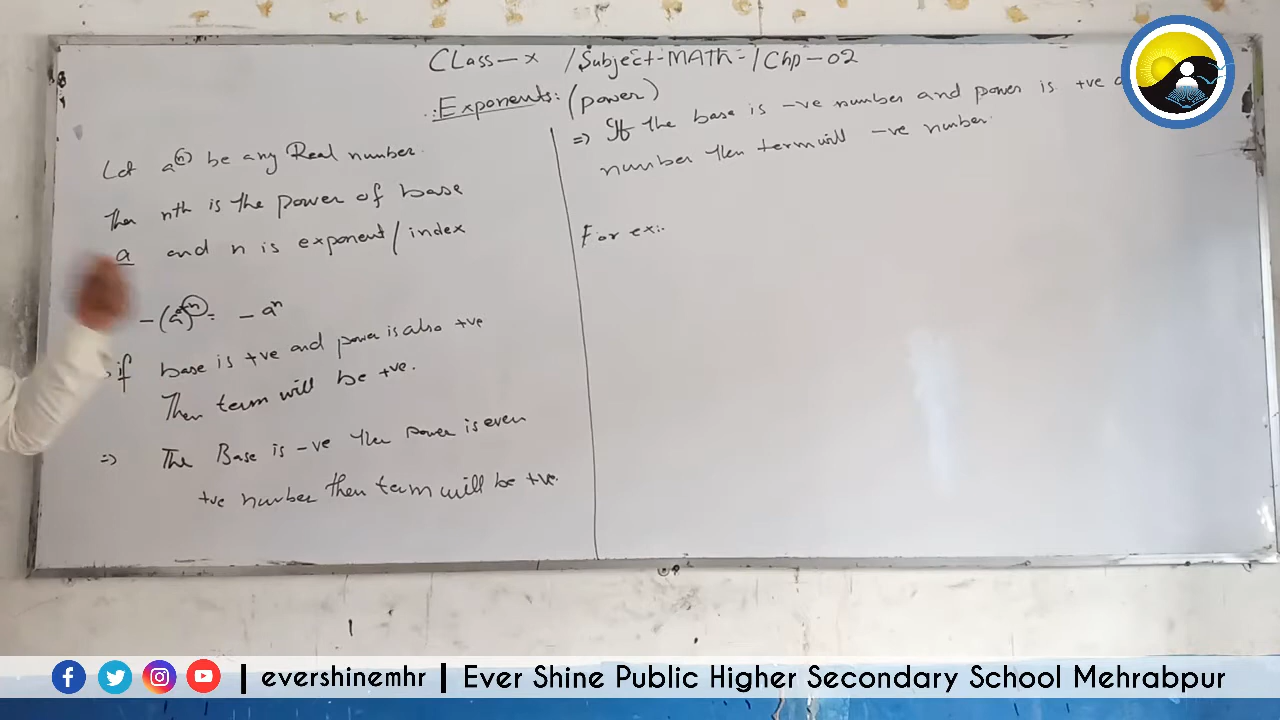 CLass-x /Subject-MATH-/Chp-02
Exponents: (power)
Let aⁿ be any Real number.
Then nth is the power of base
a and n is exponent/index
= - aⁿ
if base is +ve and power is also +ve
Then term will be +ve.
=> The Base is -ve then power is even
+ve number then term will be +ve.
=> If the base is -ve number and power is +ve
number then term will -ve number.
For ex:-
evershinemhr | Ever Shine Public Higher Secondary School Mehrabpur